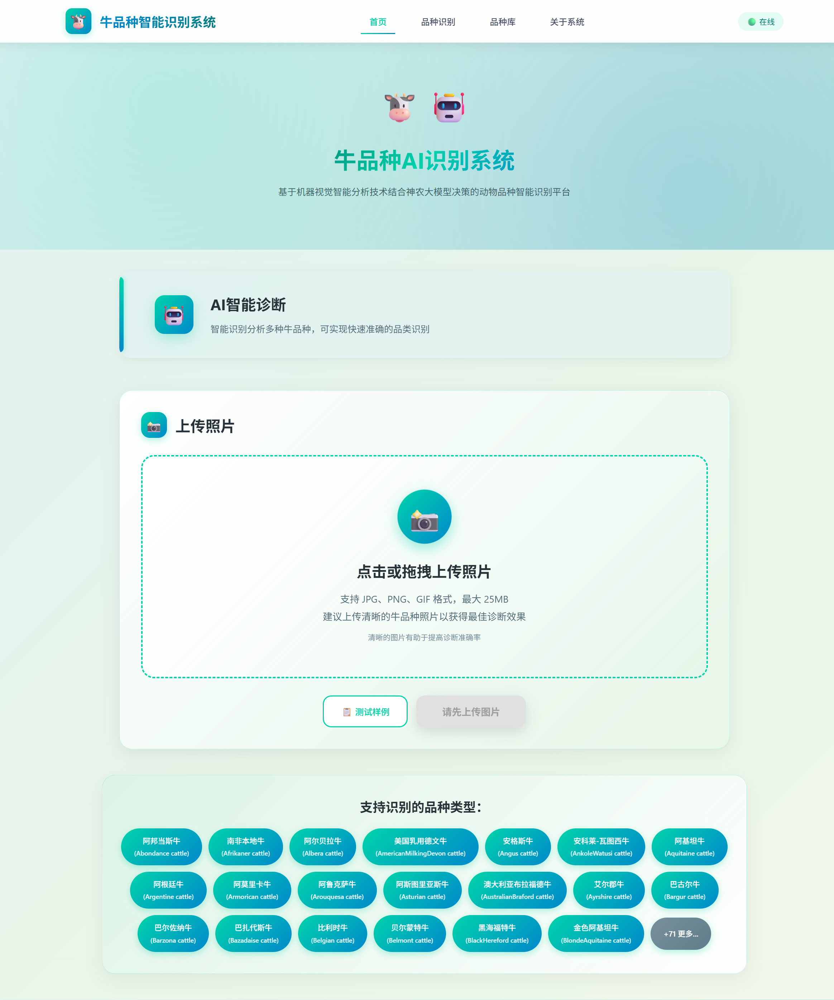 牛品种智能识别系统
首页
品种识别
品种库
关于系统
在线
牛品种AI识别系统
基于机器视觉智能分析技术结合神农大模型决策的动物品种智能识别平台
AI智能诊断
智能识别分析多种牛品种，可实现快速准确的品类识别
上传照片
点击或拖拽上传照片
支持 JPG、PNG、GIF 格式，最大 25MB
建议上传清晰的牛品种照片以获得最佳诊断效果
清晰的图片有助于提高诊断准确率
测试样例
请先上传图片
支持识别的品种类型：
阿邦当斯牛
(Abondance cattle)
南非本地牛
(Afrikaner cattle)
阿尔贝拉牛
(Albera cattle)
美国乳用德文牛
(AmericanMilkingDevon cattle)
安格斯牛
(Angus cattle)
安科莱-瓦图西牛
(AnkoleWatusi cattle)
阿基坦牛
(Aquitaine cattle)
阿根廷牛
(Argentine cattle)
阿莫里卡牛
(Armorican cattle)
阿鲁克萨牛
(Arouquesa cattle)
阿斯图里亚斯牛
(Asturian cattle)
澳大利亚布拉福德牛
(AustralianBraford cattle)
艾尔郡牛
(Ayrshire cattle)
巴古尔牛
(Bargur cattle)
巴尔佐纳牛
(Barzona cattle)
巴扎代斯牛
(Bazadaise cattle)
比利时牛
(Belgian cattle)
贝尔蒙特牛
(Belmont cattle)
黑海福特牛
(BlackHereford cattle)
金色阿基坦牛
(BlondeAquitaine cattle)
+71 更多...